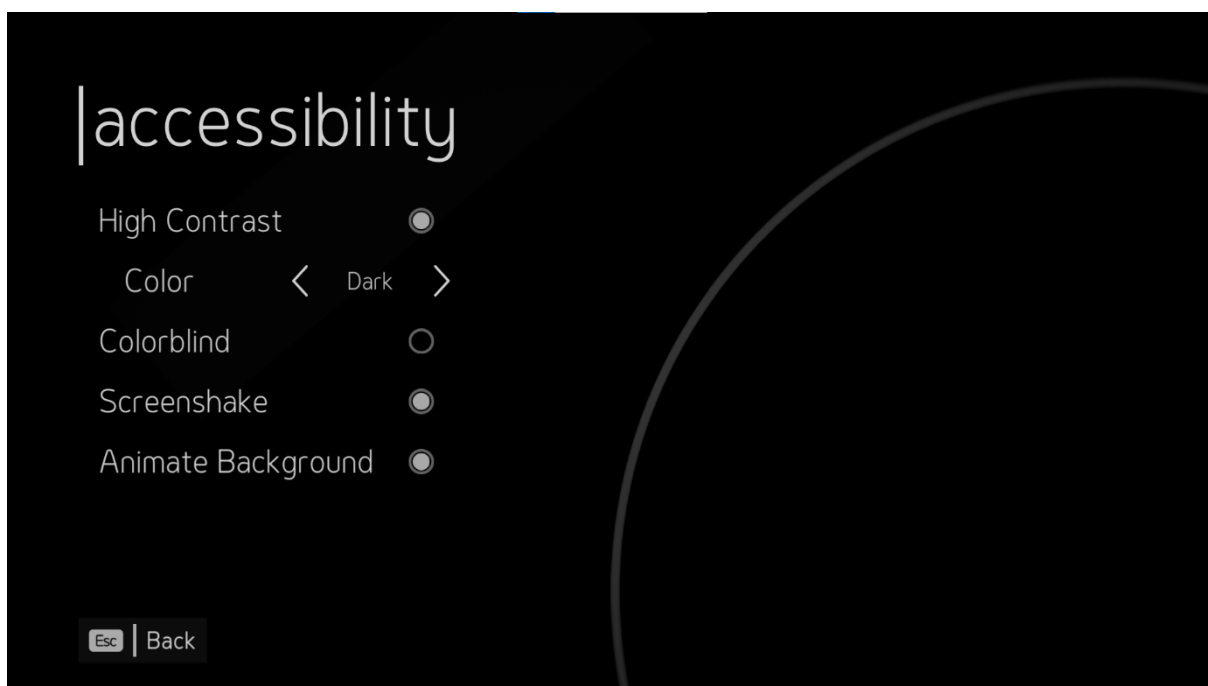 accessibility
High Contrast
Color < Dark >
Colorblind
Screenshake
Animate Background
Esc | Back